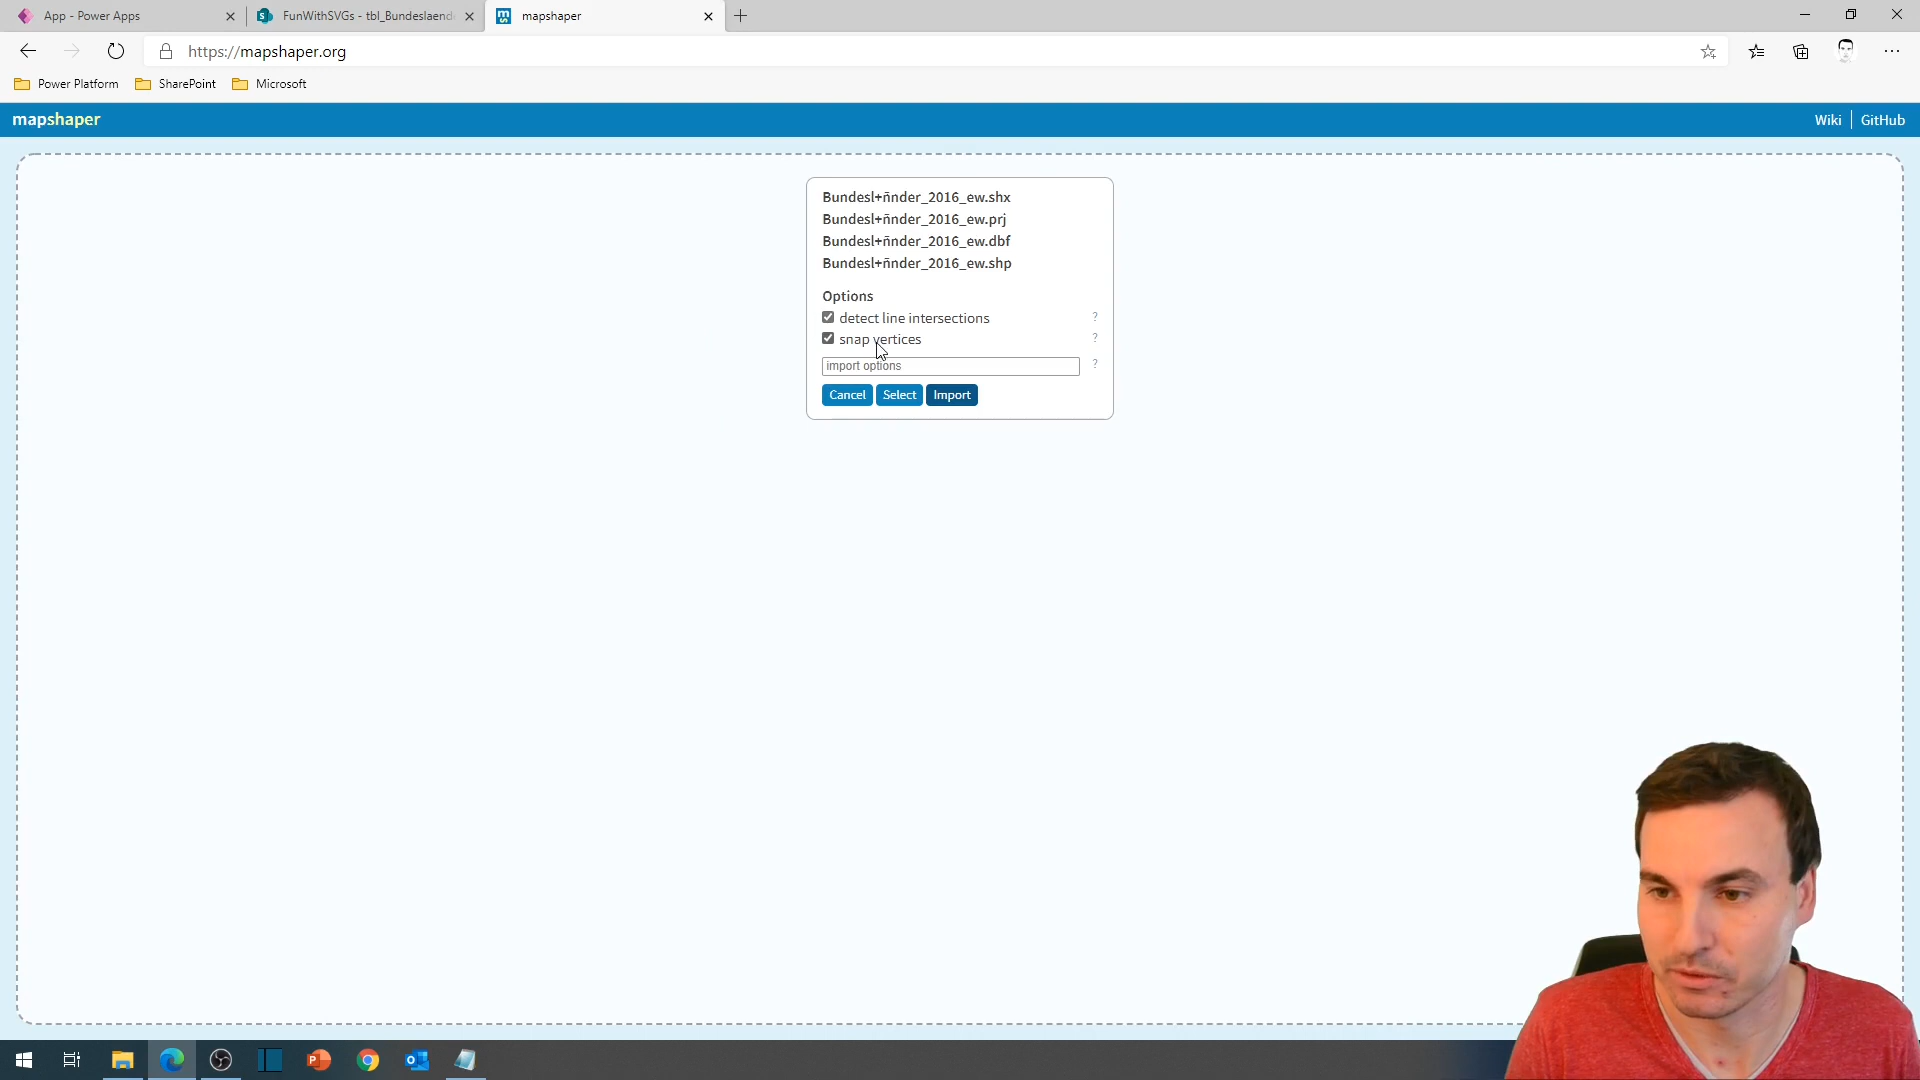 App - Power Apps
FunWithSVGs - tbl_Bundeslaend
mapshaper
https://mapshaper.org
Power Platform
SharePoint
Microsoft
mapshaper
Wiki
GitHub
Bundesl+ñnder_2016_ew.shx
Bundesl+ñnder_2016_ew.prj
Bundesl+ñnder_2016_ew.dbf
Bundesl+ñnder_2016_ew.shp
Options
detect line intersections ?
snap vertices ?
import options ?
Cancel Select Import